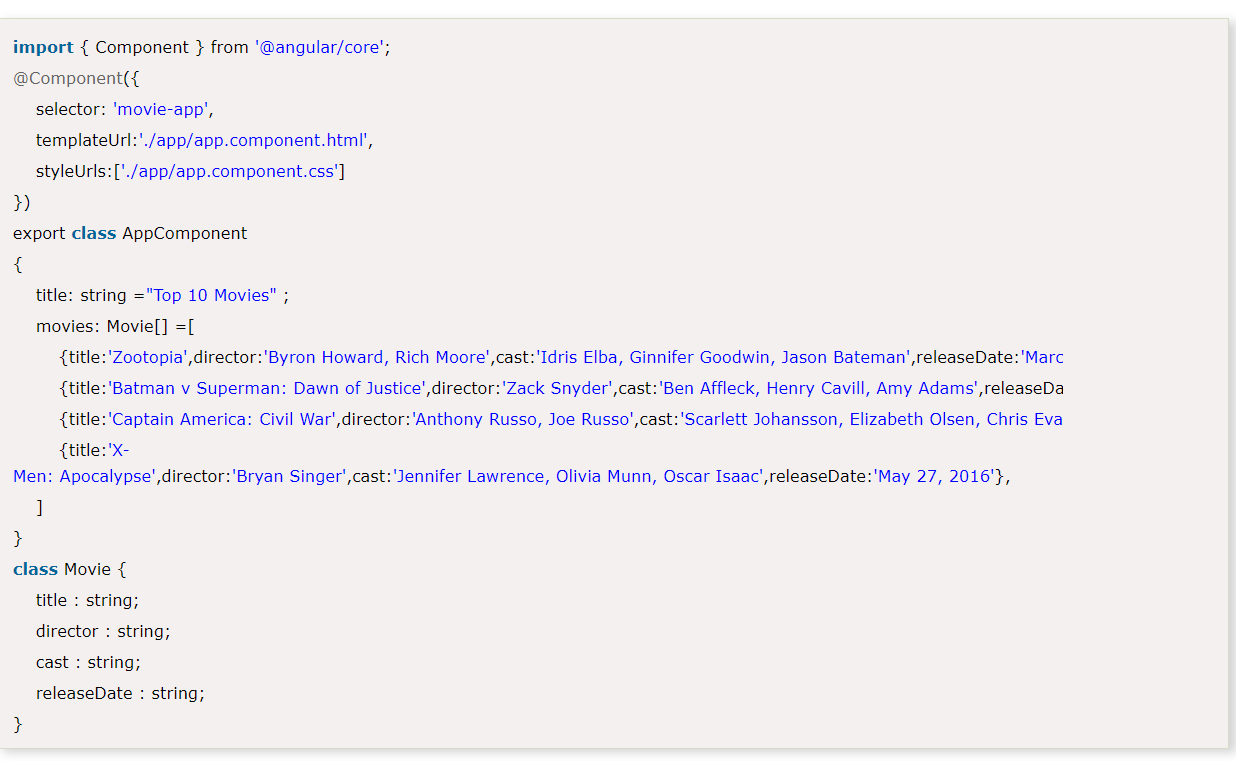 import { Component } from '@angular/core';
@Component({
selector: 'movie-app',
templateUrl:'./app/app.component.html',
styleUrls:['./app/app.component.css']
})
export class AppComponent
{
title: string ="Top 10 Movies" ;
movies: Movie[] =[
{title:'Zootopia',director:'Byron Howard, Rich Moore',cast:'Idris Elba, Ginnifer Goodwin, Jason Bateman',releaseDate:'Marc
{title:'Batman v Superman: Dawn of Justice',director:'Zack Snyder',cast:'Ben Affleck, Henry Cavill, Amy Adams',releaseDa
{title:'Captain America: Civil War',director:'Anthony Russo, Joe Russo',cast:'Scarlett Johansson, Elizabeth Olsen, Chris Eva
{title:'X-
Men: Apocalypse',director:'Bryan Singer',cast:'Jennifer Lawrence, Olivia Munn, Oscar Isaac',releaseDate:'May 27, 2016'},
]
}
class Movie {
title : string;
director : string;
cast : string;
releaseDate : string;
}